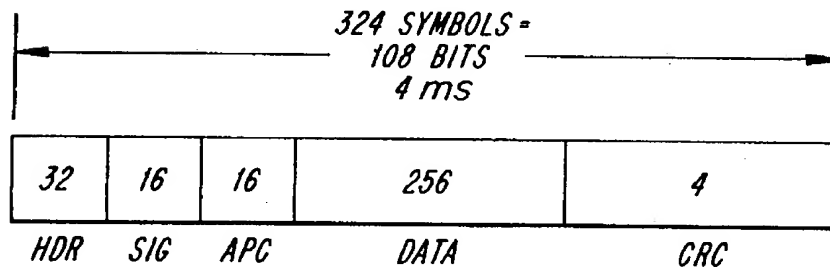 324 SYMBOLS =
108 BITS
4 ms
32 16 16 256 4
HDR SIG APC DATA CRC